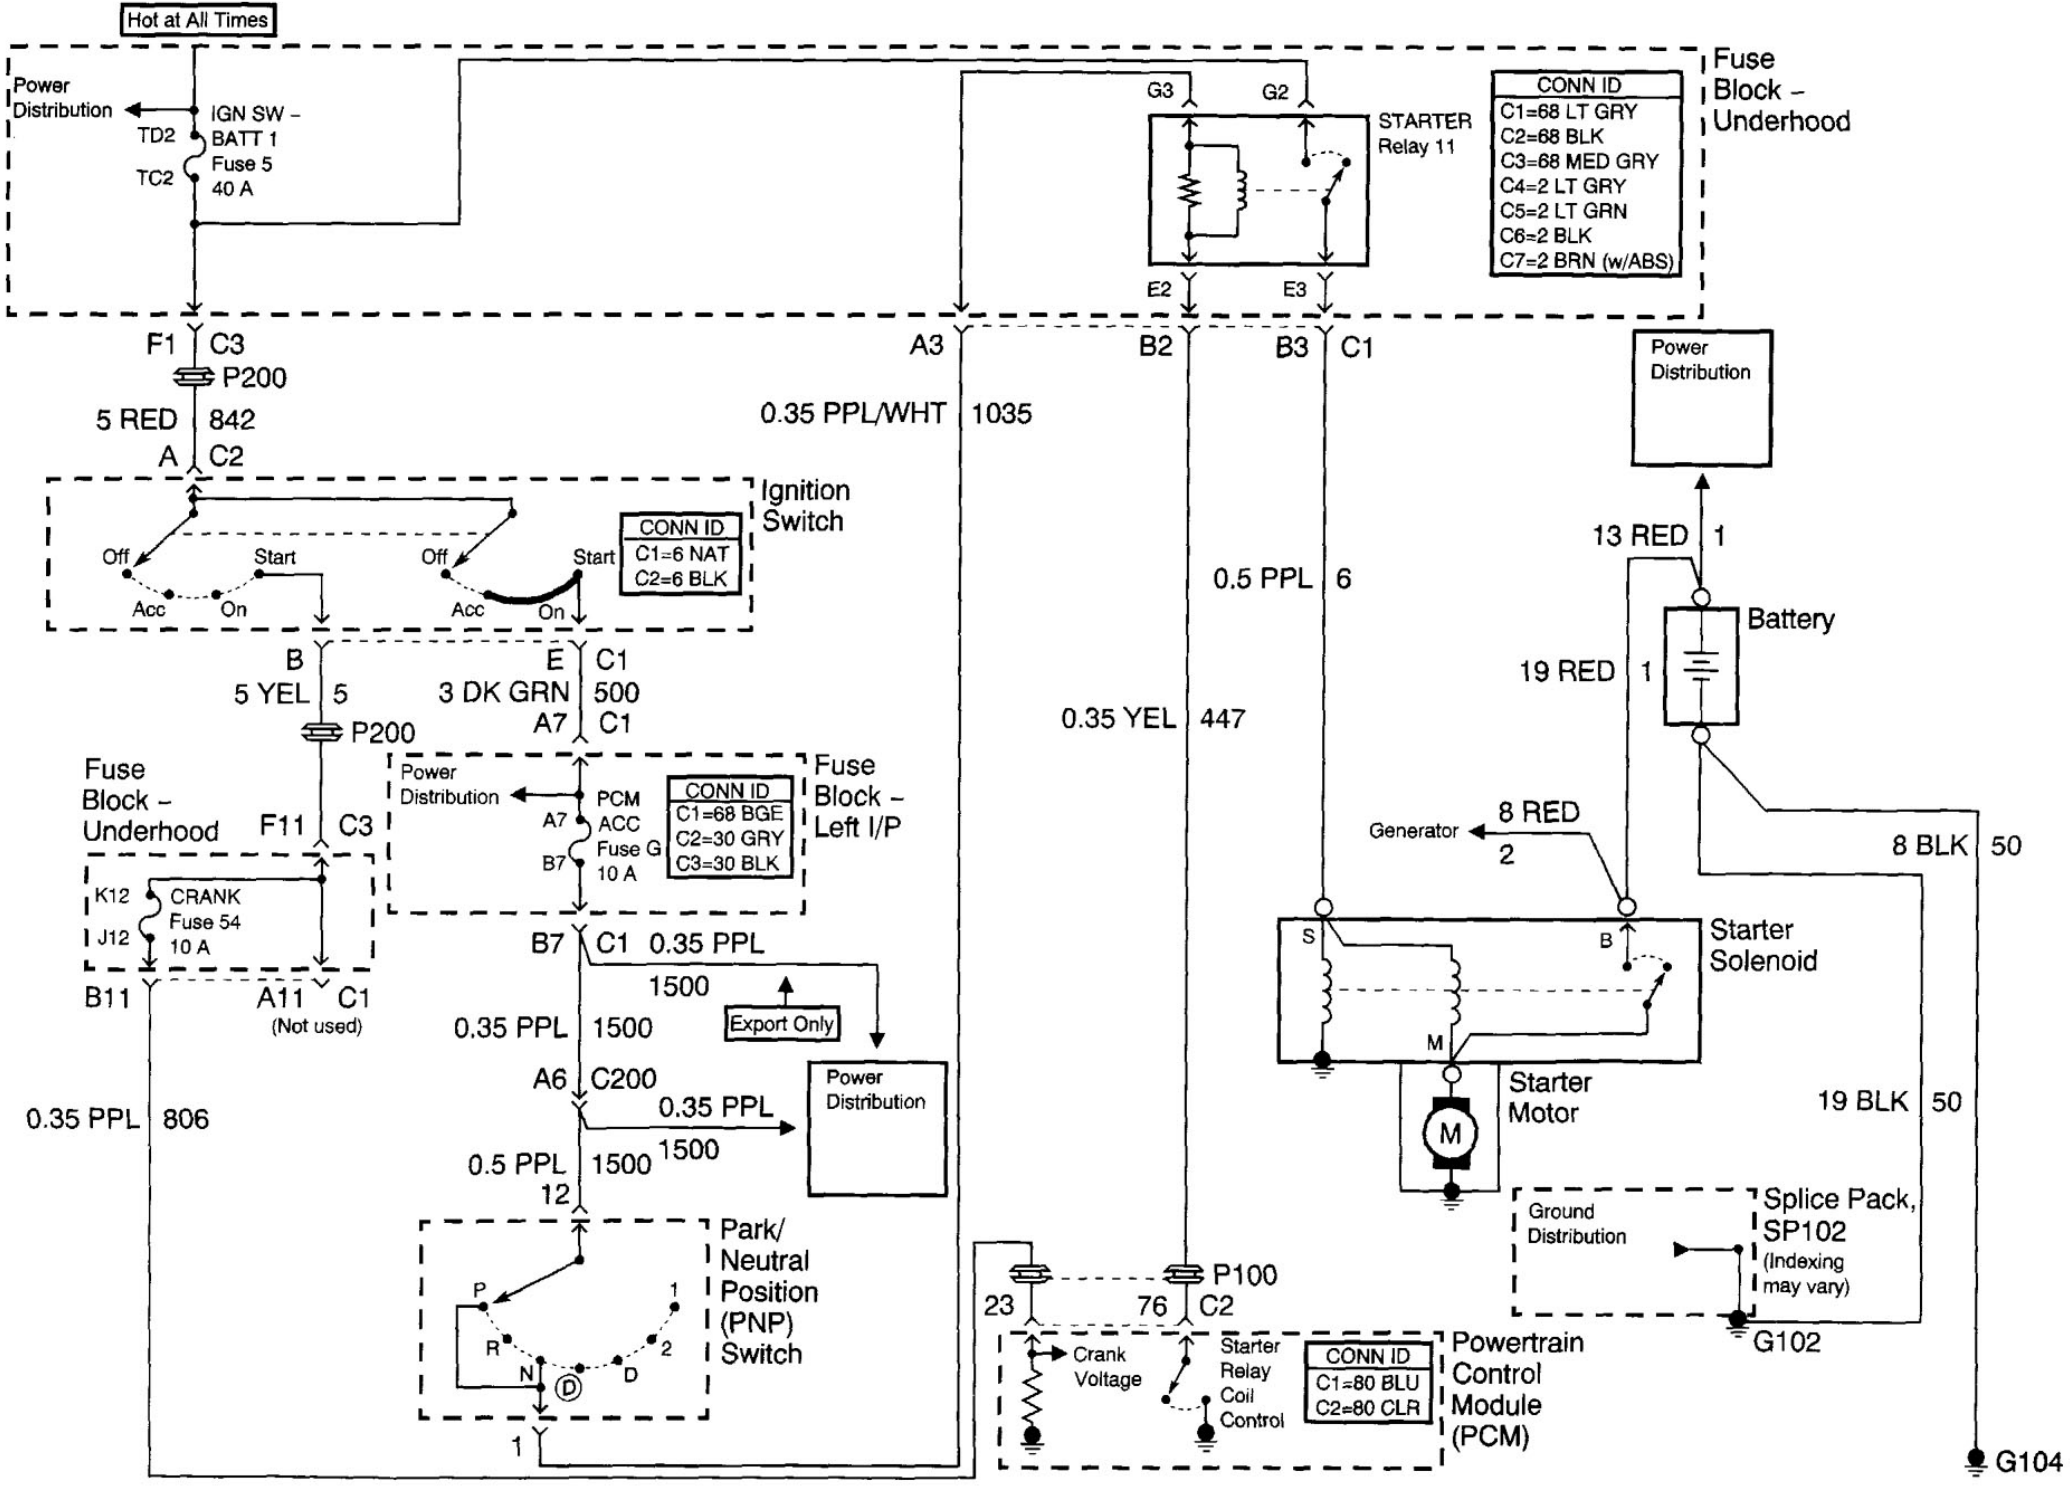 Hot at All Times
Power
Distribution
IGN SW –
BATT 1
Fuse 5
40 A
TD2
TC2
G3
G2
STARTER
Relay 11
E2
E3
CONN ID
C1=68 LT GRY
C2=68 BLK
C3=68 MED GRY
C4=2 LT GRY
C5=2 LT GRN
C6=2 BLK
C7=2 BRN (w/ABS)
Fuse
Block –
Underhood
F1
C3
P200
5 RED
842
A
C2
A3
B2
B3
C1
0.35 PPL/WHT
1035
Power
Distribution
13 RED
1
Ignition
Switch
CONN ID
C1=6 NAT
C2=6 BLK
Off
Acc
On
Start
Off
Acc
On
Start
0.5 PPL
6
Battery
19 RED
1
B
E
C1
5 YEL
5
3 DK GRN
500
A7
C1
P200
0.35 YEL
447
Fuse
Block –
Underhood
F11
C3
K12
J12
CRANK
Fuse 54
10 A
B11
A11
C1
(Not used)
Power
Distribution
PCM
ACC
Fuse G
10 A
A7
B7
CONN ID
C1=68 BGE
C2=30 GRY
C3=30 BLK
Fuse
Block –
Left I/P
Generator
8 RED
2
8 BLK
50
B7
C1
0.35 PPL
1500
Export Only
0.35 PPL
1500
A6
C200
0.35 PPL
1500
Power
Distribution
0.35 PPL
806
0.5 PPL
1500
12
S
B
M
Starter
Solenoid
Starter
Motor
M
19 BLK
50
Park/
Neutral
Position
(PNP)
Switch
P
R
N
D
D
2
1
1
Ground
Distribution
Splice Pack,
SP102
(Indexing
may vary)
G102
P100
23
76
C2
Crank
Voltage
Starter
Relay
Coil
Control
CONN ID
C1=80 BLU
C2=80 CLR
Powertrain
Control
Module
(PCM)
G104